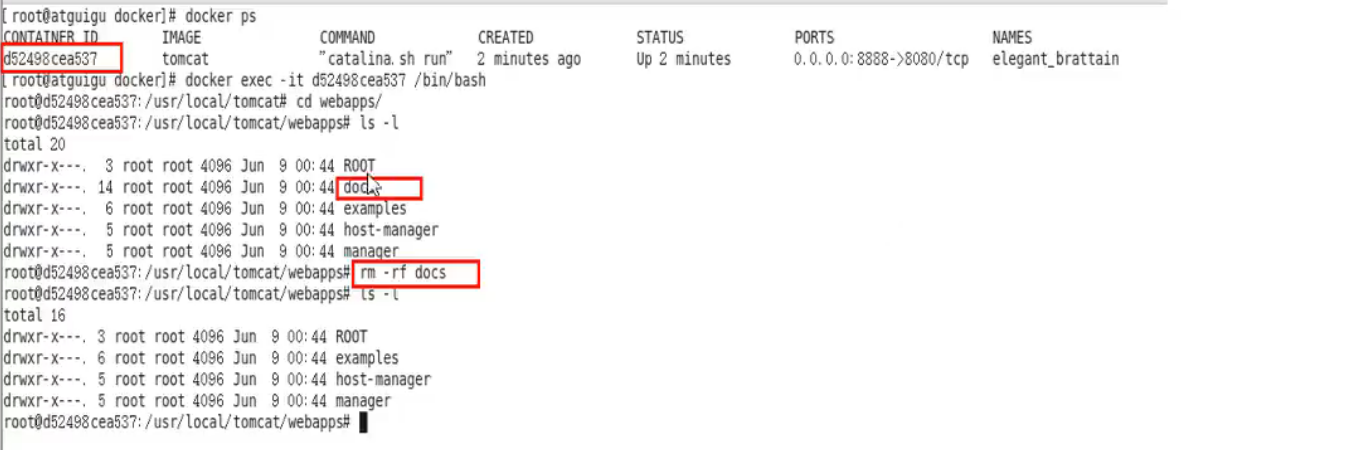 [root@atguigu docker]# docker ps
CONTAINER ID IMAGE COMMAND CREATED STATUS PORTS NAMES
d52498cea537 tomcat "catalina.sh run" 2 minutes ago Up 2 minutes 0.0.0.0:8888->8080/tcp elegant_brattain
[root@atguigu docker]# docker exec -it d52498cea537 /bin/bash
root@d52498cea537:/usr/local/tomcat# cd webapps/
root@d52498cea537:/usr/local/tomcat/webapps# ls -l
total 20
drwxr-x---. 3 root root 4096 Jun 9 00:44 ROOT
drwxr-x---. 14 root root 4096 Jun 9 00:44 docs
drwxr-x---. 6 root root 4096 Jun 9 00:44 examples
drwxr-x---. 5 root root 4096 Jun 9 00:44 host-manager
drwxr-x---. 5 root root 4096 Jun 9 00:44 manager
root@d52498cea537:/usr/local/tomcat/webapps# rm -rf docs
root@d52498cea537:/usr/local/tomcat/webapps# ls -l
total 16
drwxr-x---. 3 root root 4096 Jun 9 00:44 ROOT
drwxr-x---. 6 root root 4096 Jun 9 00:44 examples
drwxr-x---. 5 root root 4096 Jun 9 00:44 host-manager
drwxr-x---. 5 root root 4096 Jun 9 00:44 manager
root@d52498cea537:/usr/local/tomcat/webapps#